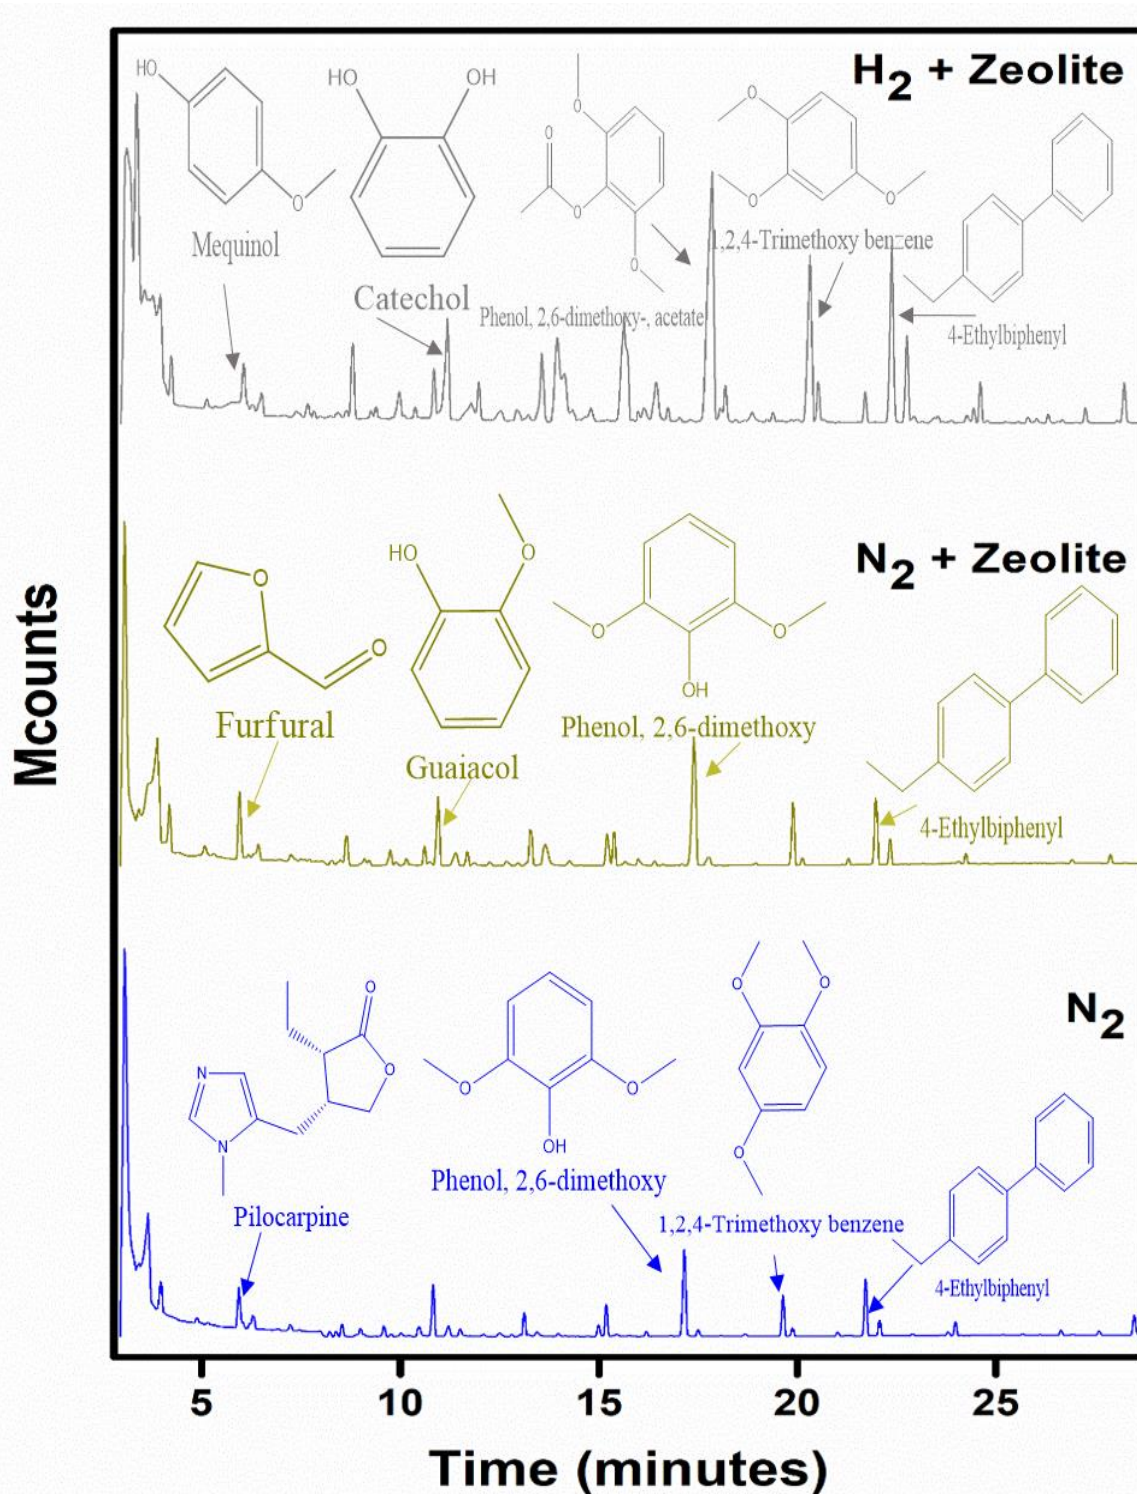 H2 + Zeolite
HO
O
Mequinol
HO
OH
Catechol
O
O
O
O
Phenol, 2,6-dimethoxy-, acetate
O
O
O
1,2,4-Trimethoxy benzene
4-Ethylbiphenyl
N2 + Zeolite
O
O
Furfural
HO
O
Guaiacol
O
O
OH
Phenol, 2,6-dimethoxy
4-Ethylbiphenyl
N2
O
O
N
N
Pilocarpine
O
O
OH
Phenol, 2,6-dimethoxy
O
O
O
1,2,4-Trimethoxy benzene
4-Ethylbiphenyl
Mcounts
5 10 15 20 25
Time (minutes)